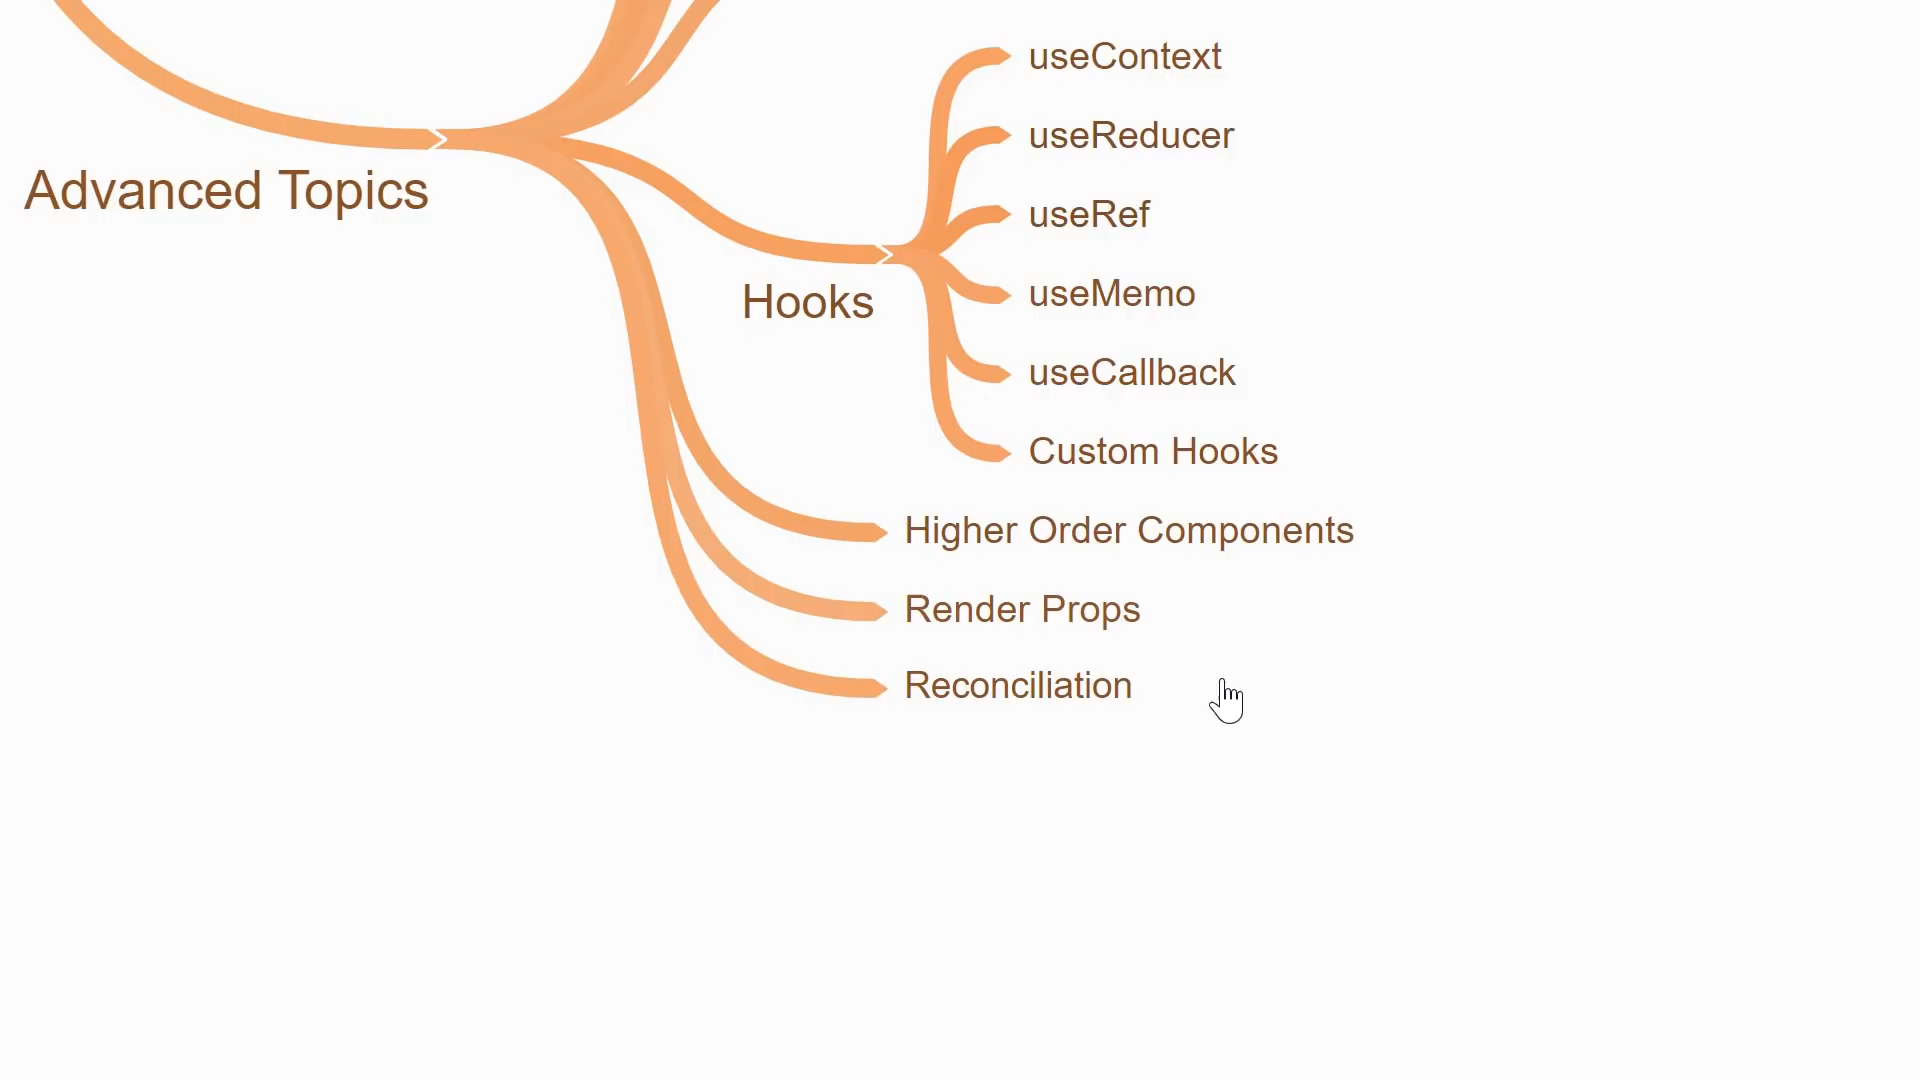 Advanced Topics
Hooks
useContext
useReducer
useRef
useMemo
useCallback
Custom Hooks
Higher Order Components
Render Props
Reconciliation